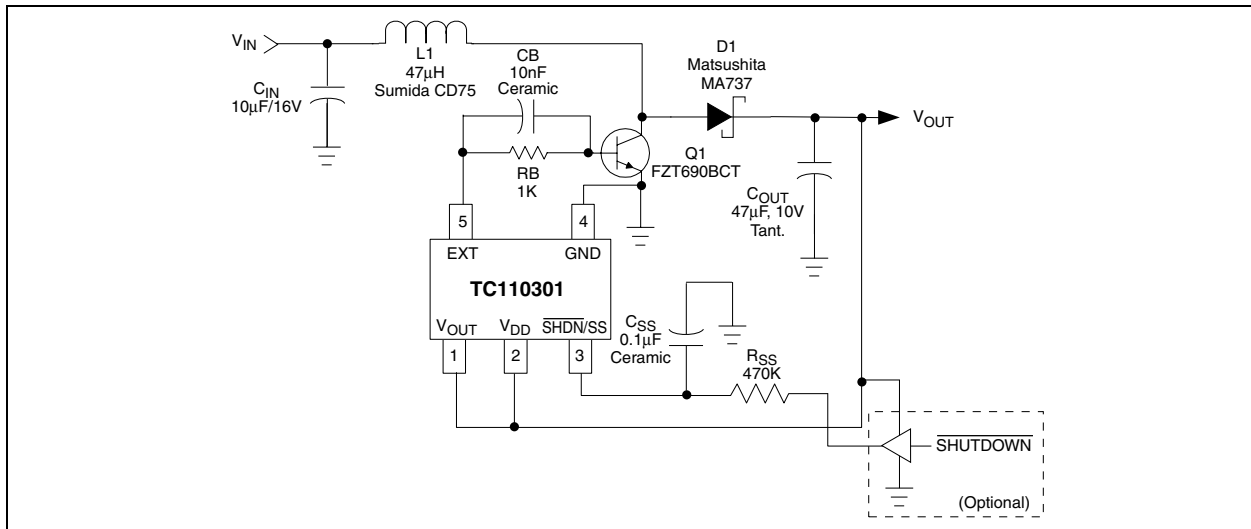 VIN
L1
47µH
Sumida CD75
CIN
10µF/16V
CB
10nF
Ceramic
D1
Matsushita
MA737
VOUT
RB
1K
Q1
FZT690BCT
COUT
47µF, 10V
Tant.
5
4
EXT
GND
TC110301
VOUT
VDD
SHDN/SS
1
2
3
CSS
0.1µF
Ceramic
RSS
470K
SHUTDOWN
(Optional)